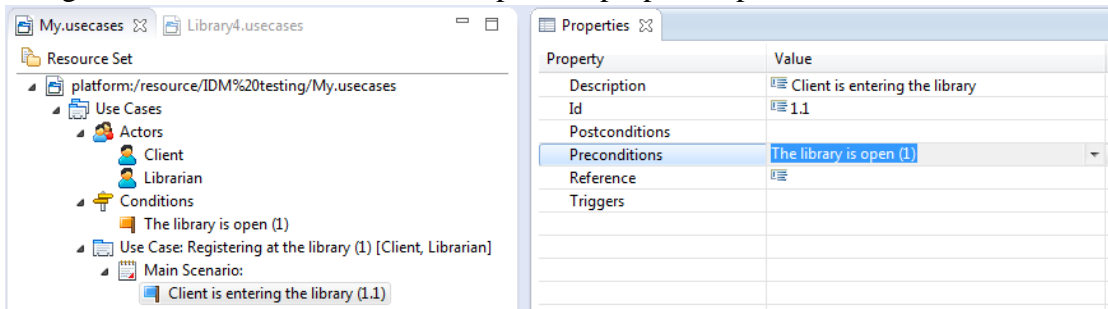 My.usecases
Library4.usecases
Resource Set
platform:/resource/IDM%20testing/My.usecases
Use Cases
Actors
Client
Librarian
Conditions
The library is open (1)
Use Case: Registering at the library (1) [Client, Librarian]
Main Scenario:
Client is entering the library (1.1)
Properties
Property Value
Description Client is entering the library
Id 1.1
Postconditions
Preconditions The library is open (1)
Reference
Triggers